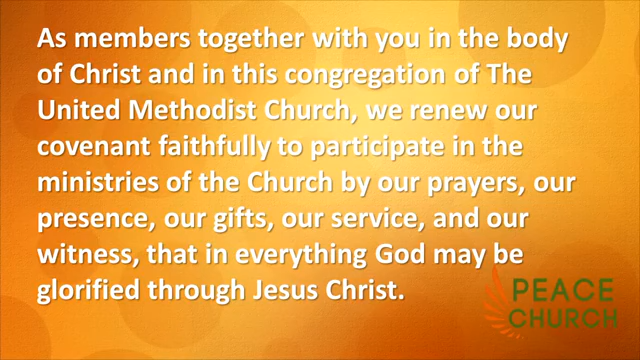 As members together with you in the body
of Christ and in this congregation of The
United Methodist Church, we renew our
covenant faithfully to participate in the
ministries of the Church by our prayers, our
presence, our gifts, our service, and our
witness, that in everything God may be
glorified through Jesus Christ.
PEACE
CHURCH